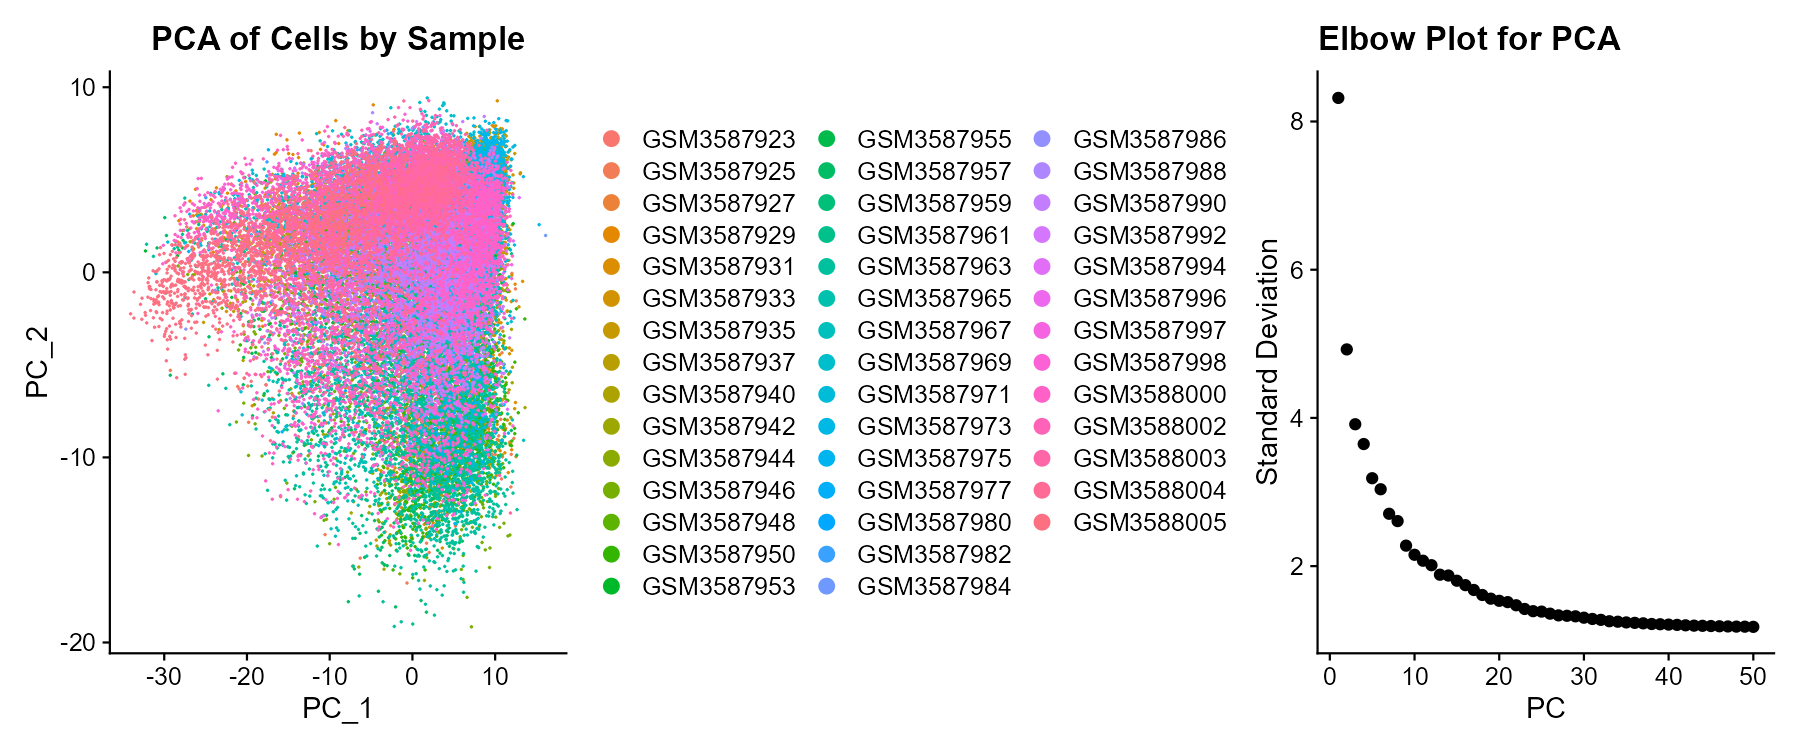 PCA of Cells by Sample
10
0
-10
-20
PC_2
-30
-20
-10
0
10
PC_1
GSM3587923
GSM3587925
GSM3587927
GSM3587929
GSM3587931
GSM3587933
GSM3587935
GSM3587937
GSM3587940
GSM3587942
GSM3587944
GSM3587946
GSM3587948
GSM3587950
GSM3587953
GSM3587955
GSM3587957
GSM3587959
GSM3587961
GSM3587963
GSM3587965
GSM3587967
GSM3587969
GSM3587971
GSM3587973
GSM3587975
GSM3587977
GSM3587980
GSM3587982
GSM3587984
GSM3587986
GSM3587988
GSM3587990
GSM3587992
GSM3587994
GSM3587996
GSM3587997
GSM3587998
GSM3588000
GSM3588002
GSM3588003
GSM3588004
GSM3588005
Elbow Plot for PCA
8
6
4
2
Standard Deviation
0
10
20
30
40
50
PC